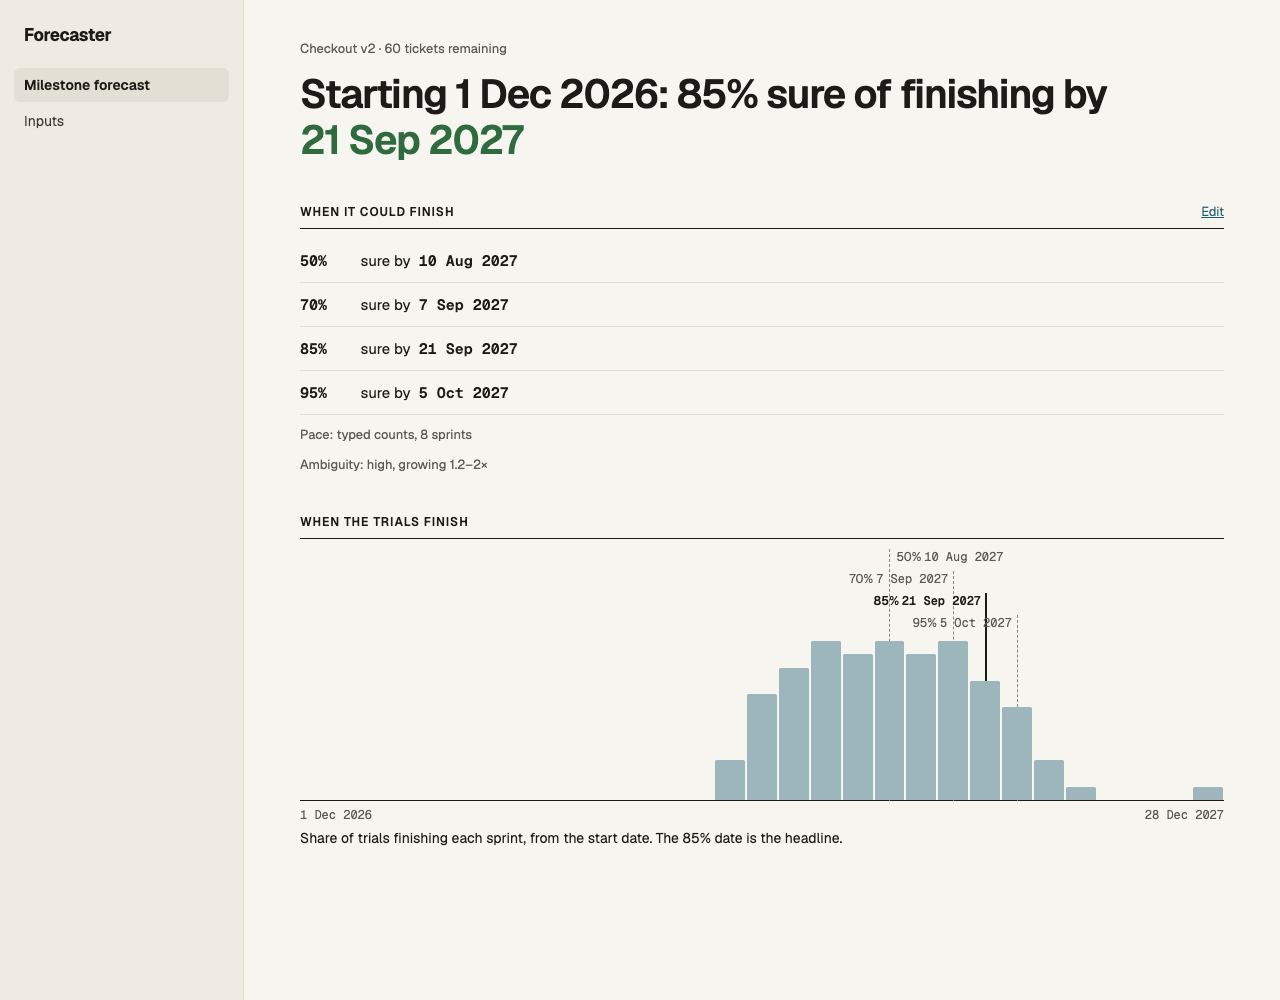 Forecaster
Milestone forecast
Inputs
Checkout v2 · 60 tickets remaining
Starting 1 Dec 2026: 85% sure of finishing by
21 Sep 2027
WHEN IT COULD FINISH
Edit
50% sure by 10 Aug 2027
70% sure by 7 Sep 2027
85% sure by 21 Sep 2027
95% sure by 5 Oct 2027
Pace: typed counts, 8 sprints
Ambiguity: high, growing 1.2–2×
WHEN THE TRIALS FINISH
50% 10 Aug 2027
70% 7 Sep 2027
85% 21 Sep 2027
95% 5 Oct 2027
1 Dec 2026
28 Dec 2027
Share of trials finishing each sprint, from the start date. The 85% date is the headline.